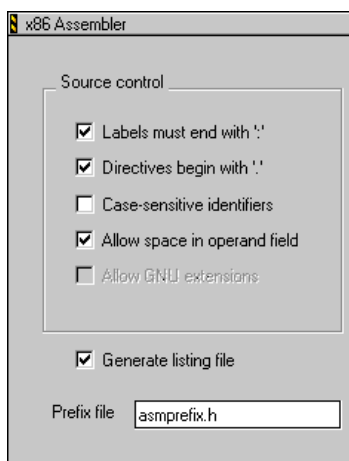 x86 Assembler
Source control
Labels must end with ':'
Directives begin with '.'
Case-sensitive identifiers
Allow space in operand field
Allow GNU extensions
Generate listing file
Prefix file asmprefix.h